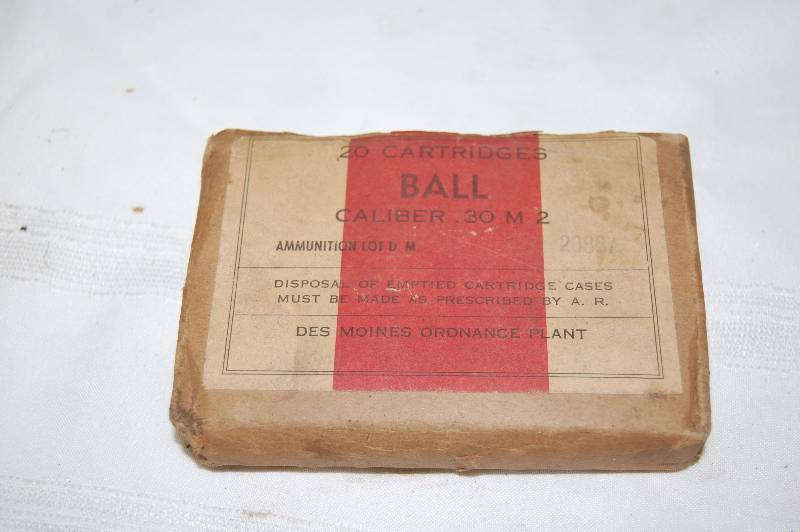 20 CARTRIDGES
BALL
CALIBER .30 M 2
AMMUNITION LOT D. M. 20887
DISPOSAL OF EMPTIED CARTRIDGE CASES
MUST BE MADE AS PRESCRIBED BY A. R.
DES MOINES ORDNANCE PLANT